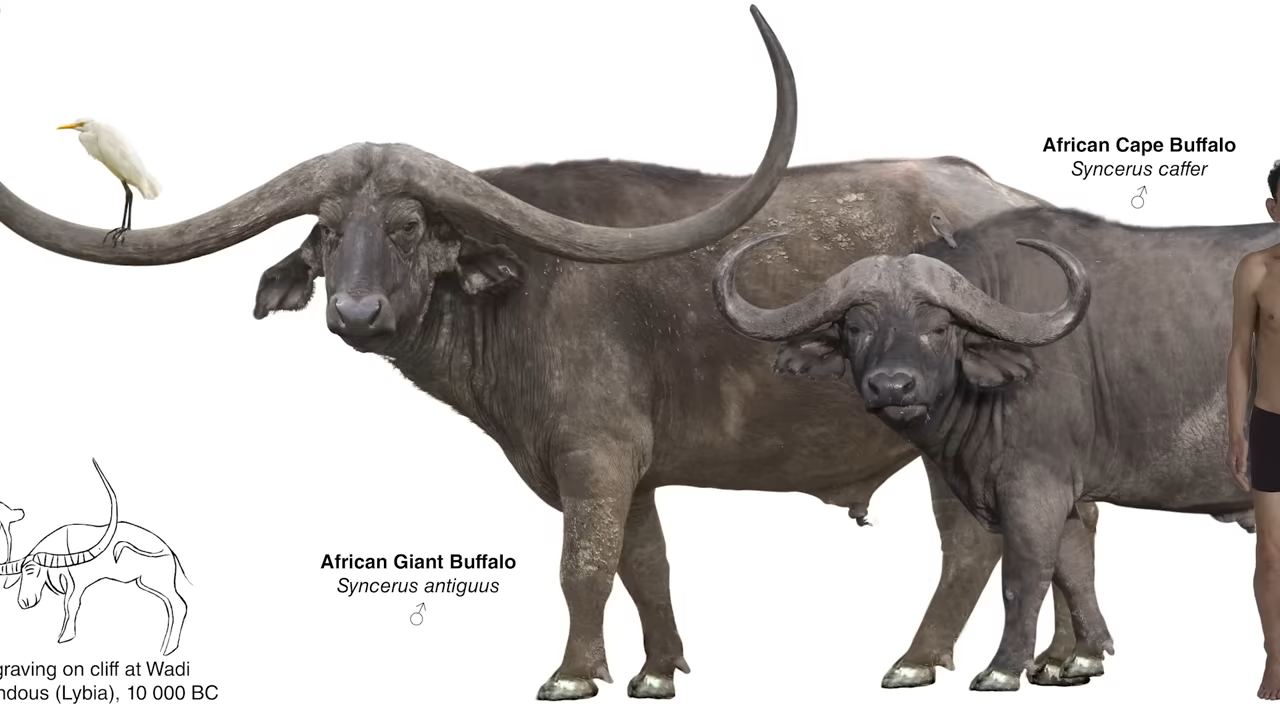 African Cape Buffalo
Syncerus caffer
♂
African Giant Buffalo
Syncerus antiguus
♂
graving on cliff at Wadi
ndous (Lybia), 10 000 BC